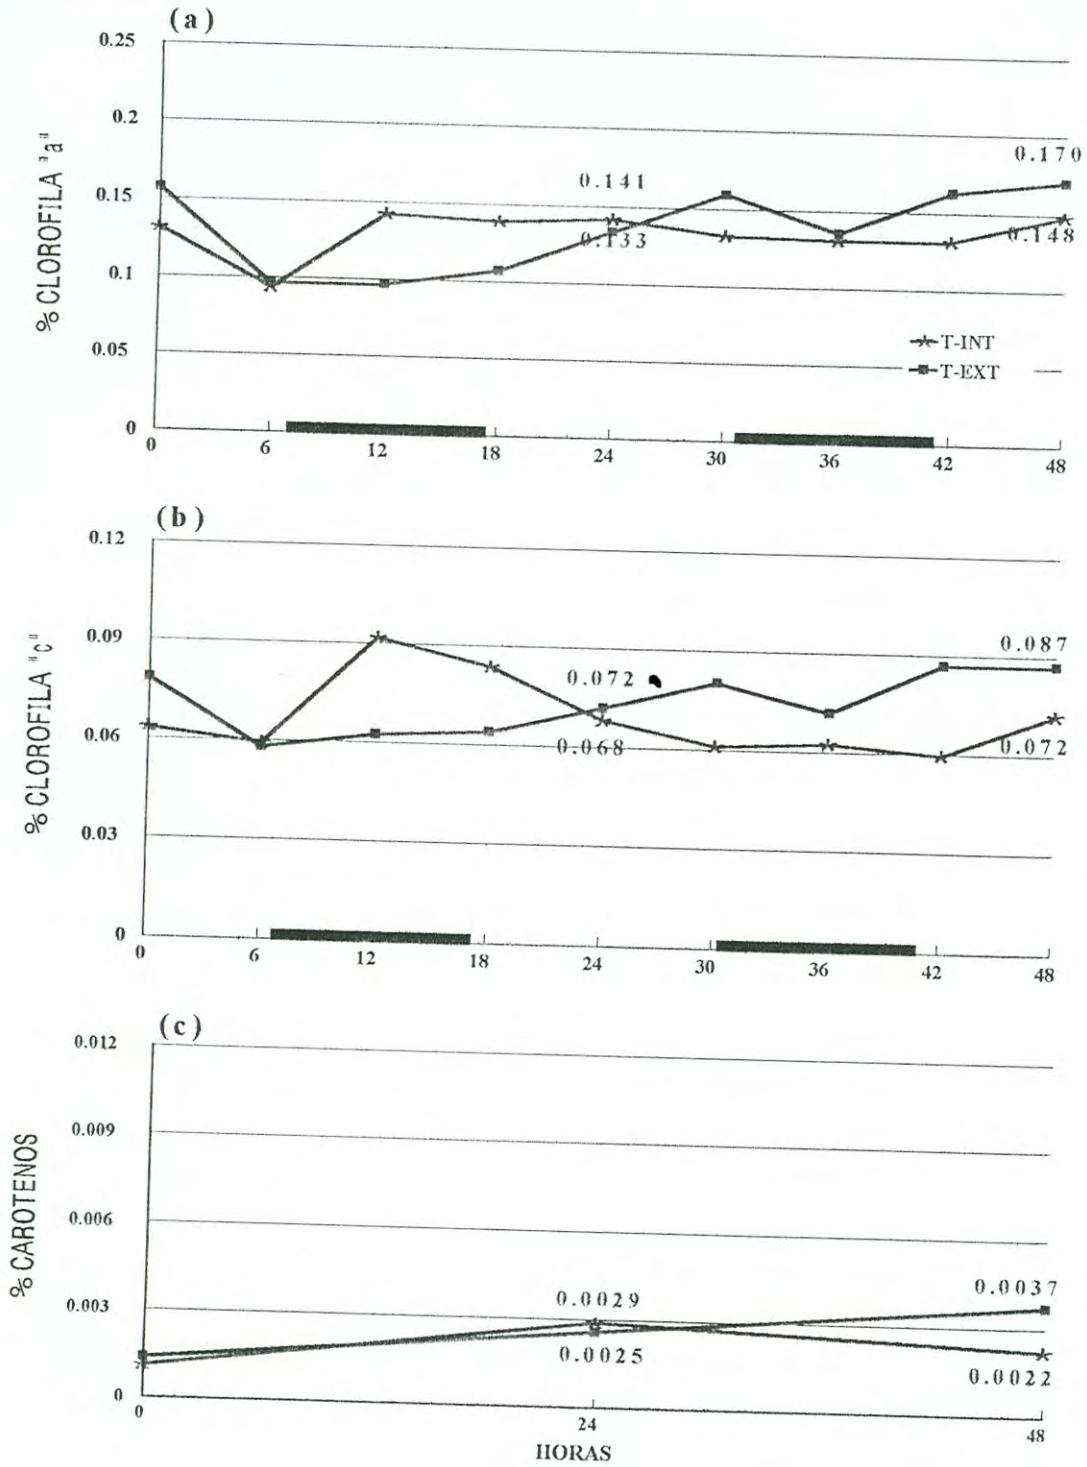 (a)
% CLOROFILA "a"
0.25
0.2
0.15
0.1
0.05
0
0.141
0.133
0.170
0.148
T-INT
T-EXT
0 6 12 18 24 30 36 42 48
(b)
% CLOROFILA "c"
0.12
0.09
0.06
0.03
0
0.072
0.068
0.087
0.072
0 6 12 18 24 30 36 42 48
(c)
% CAROTENOS
0.012
0.009
0.006
0.003
0
0.0029
0.0025
0.0037
0.0022
0 24 48
HORAS